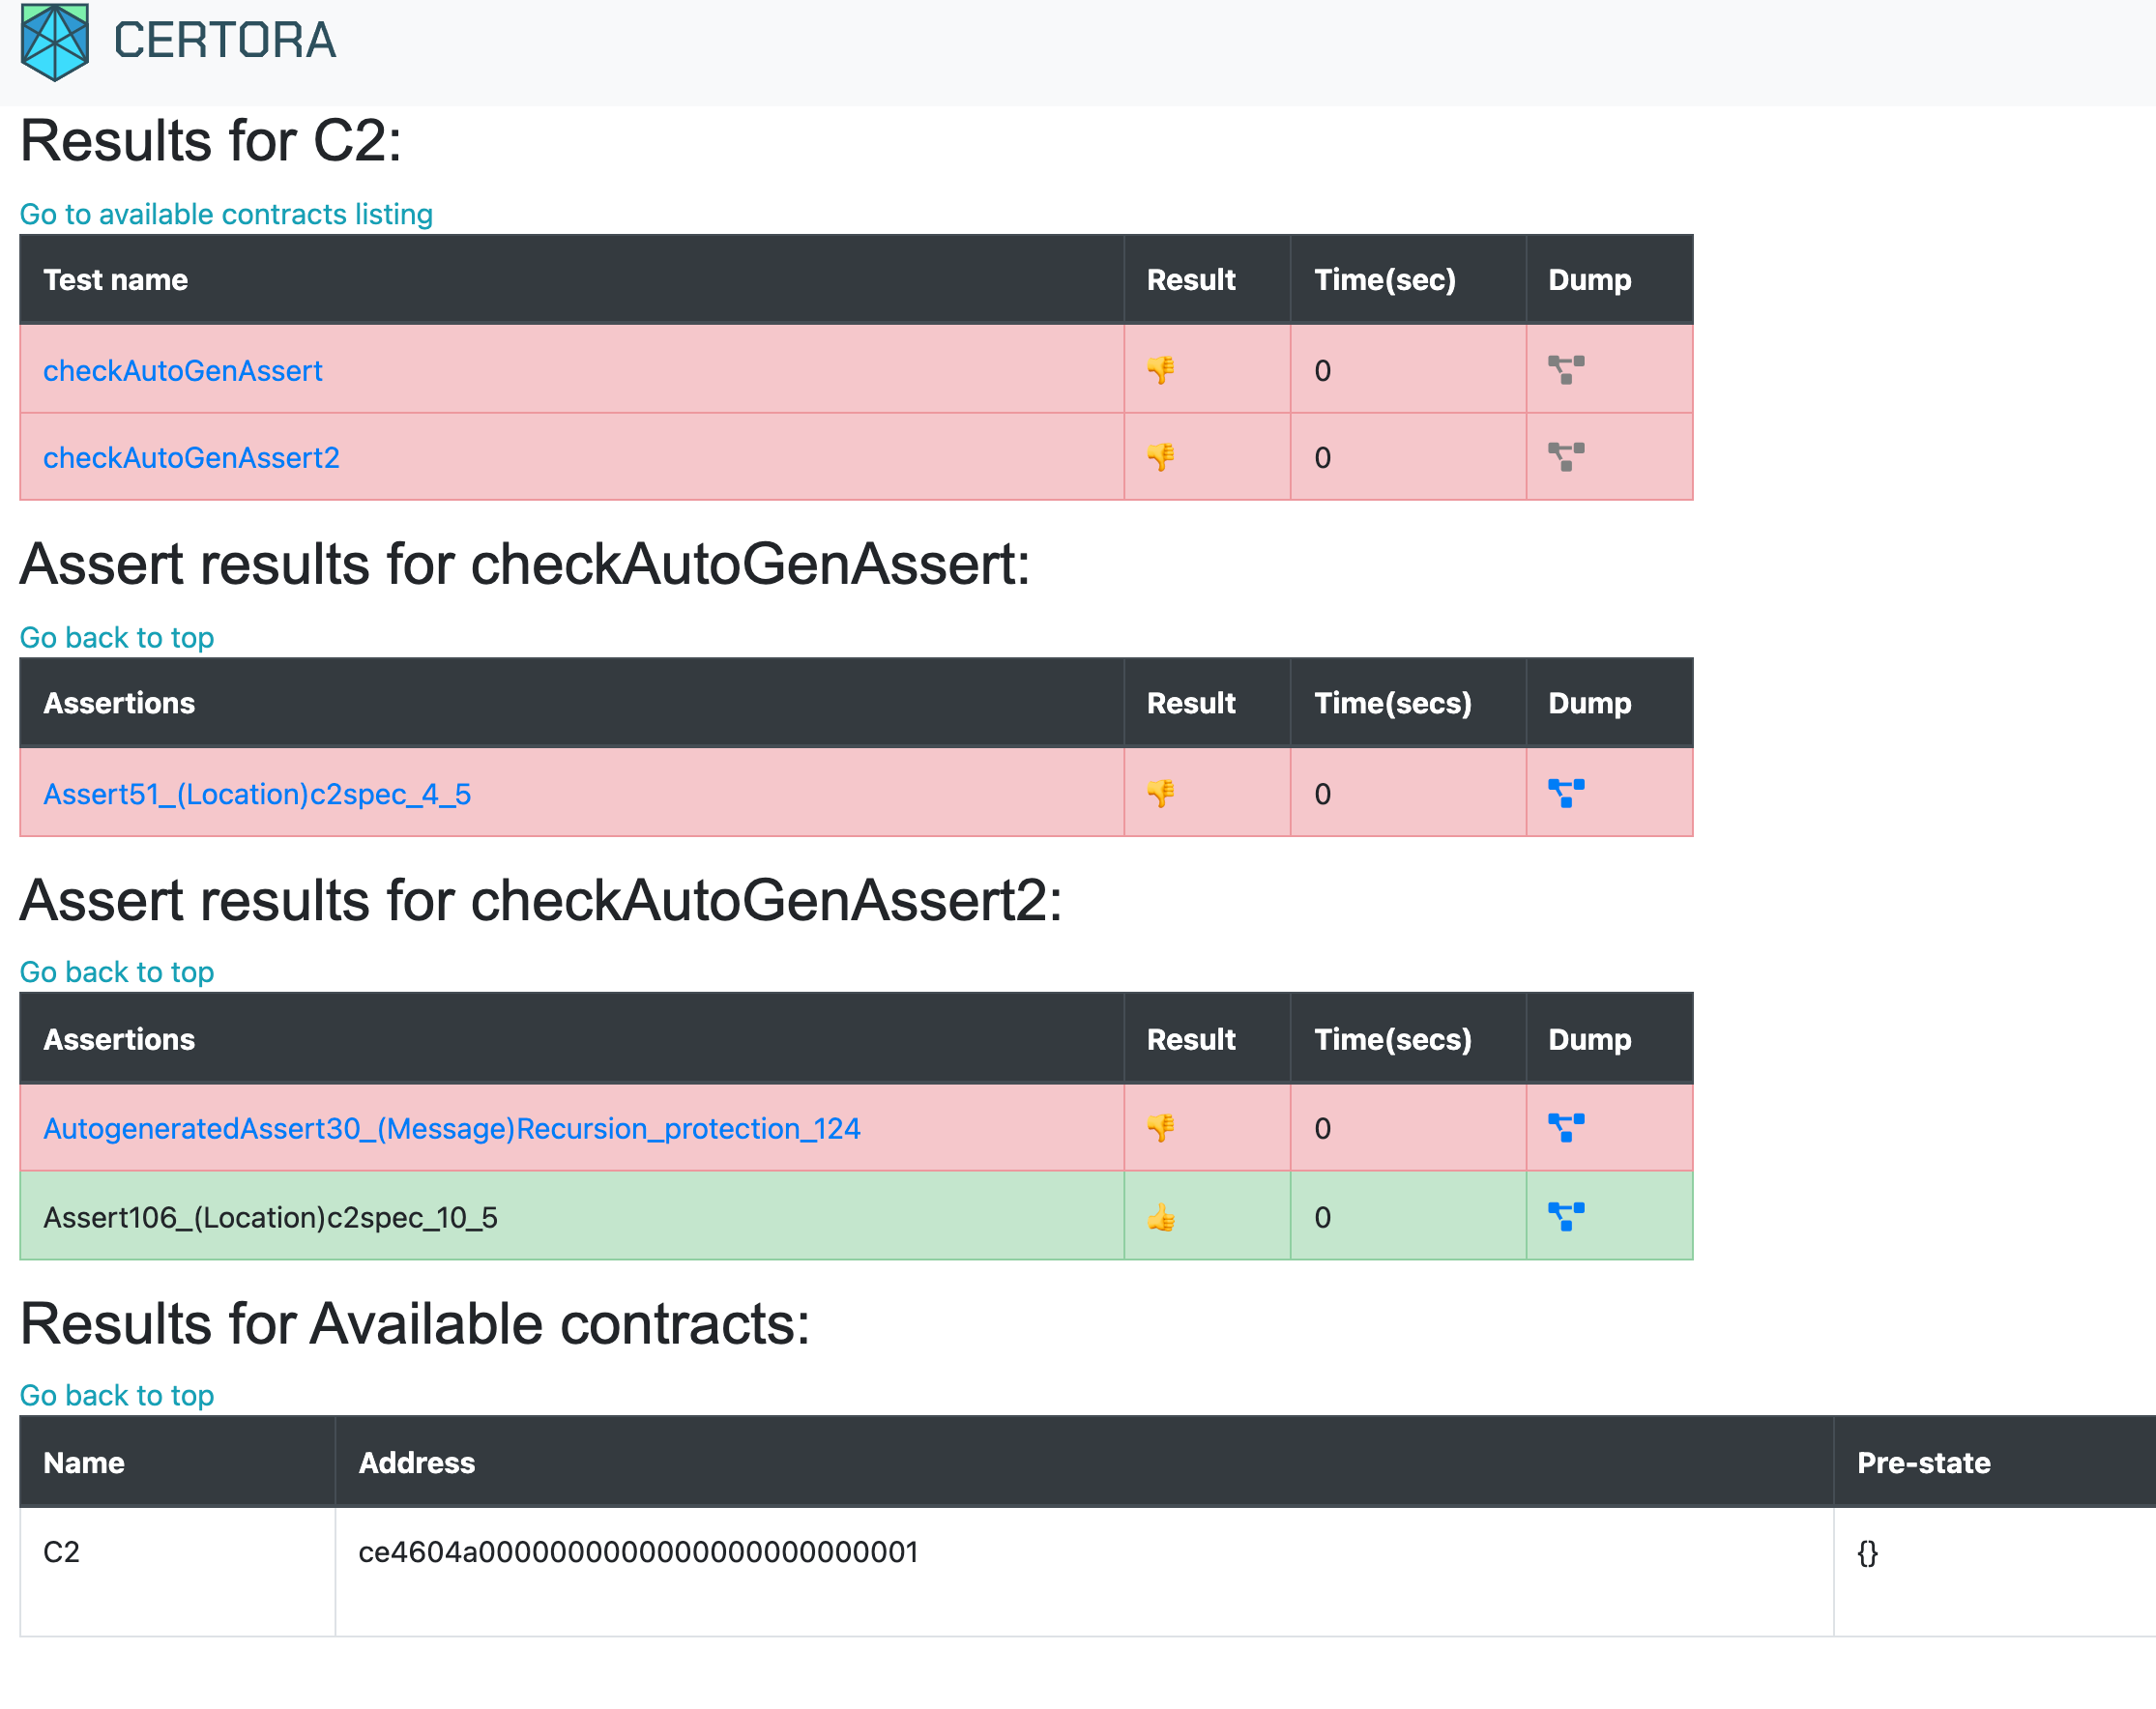 CERTORA
Results for C2:
Go to available contracts listing
Test name Result Time(sec) Dump
checkAutoGenAssert 0
checkAutoGenAssert2 0
Assert results for checkAutoGenAssert:
Go back to top
Assertions Result Time(secs) Dump
Assert51_(Location)c2spec_4_5 0
Assert results for checkAutoGenAssert2:
Go back to top
Assertions Result Time(secs) Dump
AutogeneratedAssert30_(Message)Recursion_protection_124 0
Assert106_(Location)c2spec_10_5 0
Results for Available contracts:
Go back to top
Name Address Pre-state
C2 ce4604a000000000000000000000000001 {}